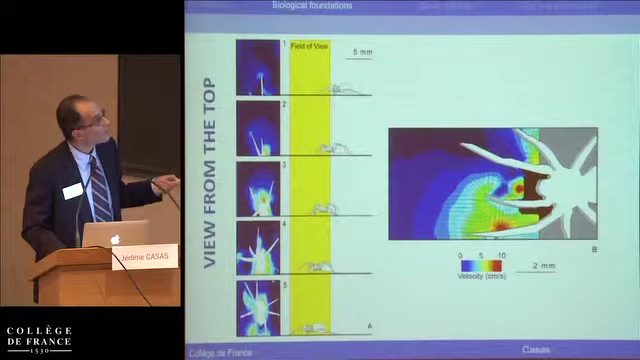 Biological foundations
VIEW FROM THE TOP
Field of View
5 mm
1
2
3
4
5
A
B
0 5 10
Velocity (cm/s)
2 mm
Jérôme CASAS
COLLÈGE
DE FRANCE
1530
Collège de France
Casas